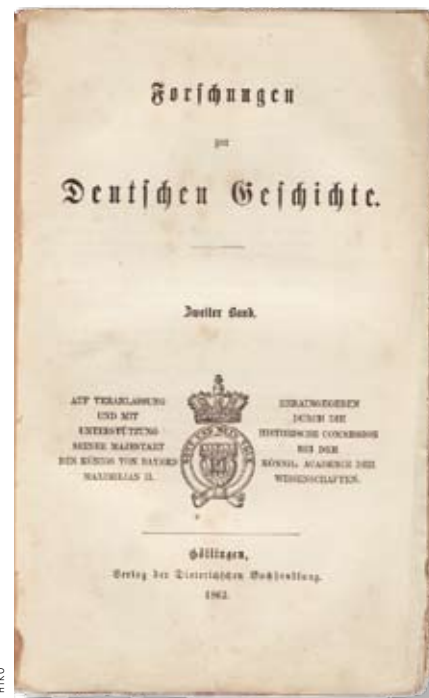 Forschungen
zur
Deutschen Geschichte.
Zweiter Band.
AUF VERANLASSUNG
UND MIT
UNTERSTÜTZUNG
SEINER MAJESTAET
DES KÖNIGS VON BAYERN
MAXIMILIAN II.
HERAUSGEGEBEN
DURCH DIE
HISTORISCHE COMMISSION
BEI DER
KÖNIGL. ACADEMIE DER
WISSENSCHAFTEN.
Göttingen,
Verlag der Dieterichschen Buchhandlung.
1862.
HIKO